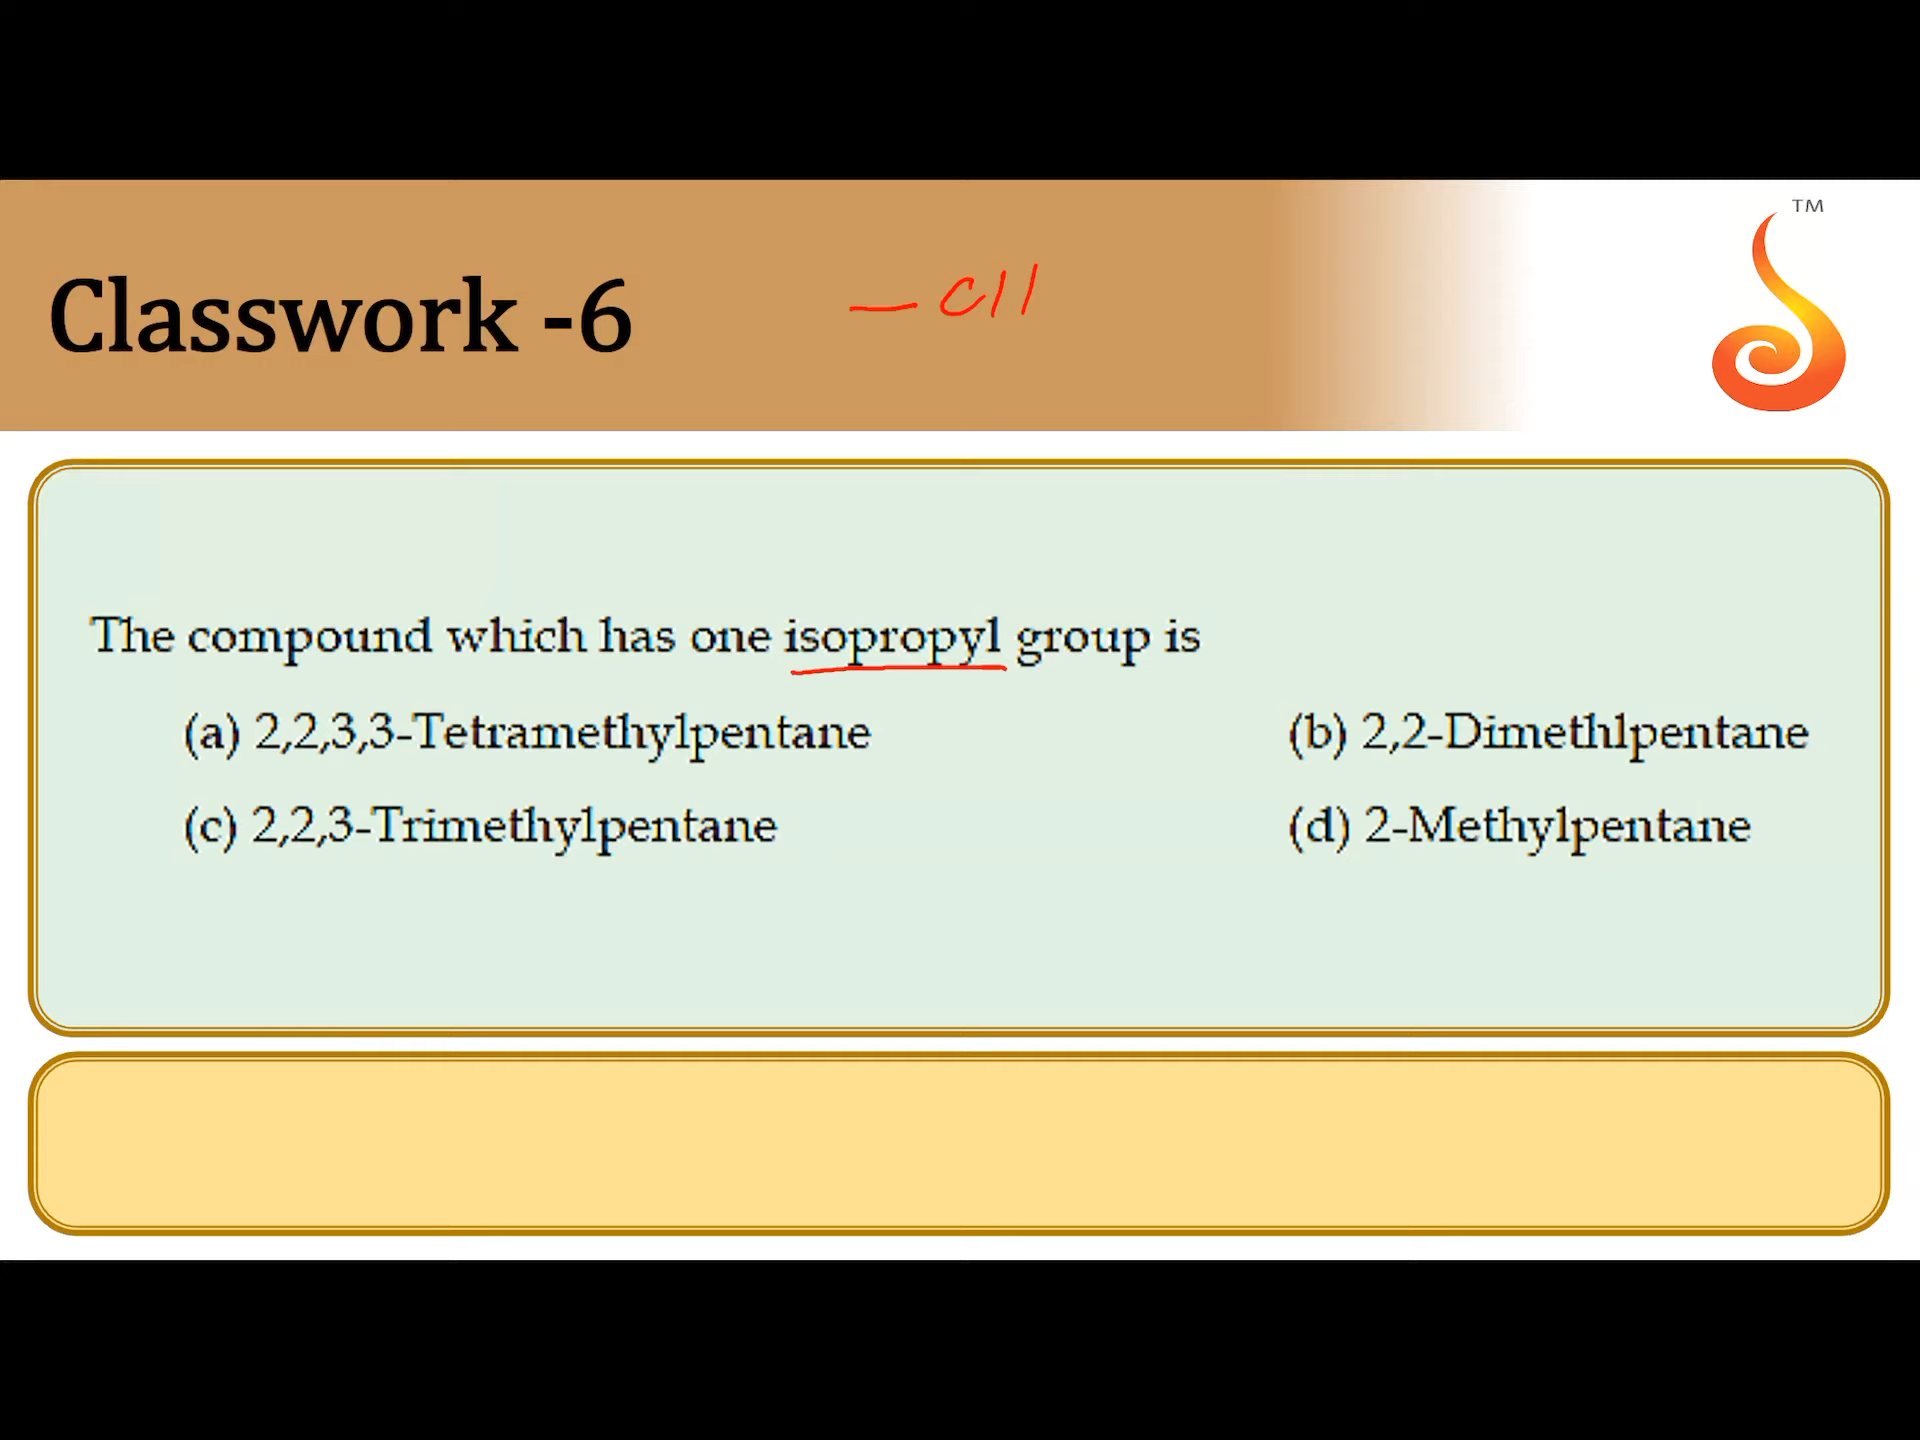 TM
Classwork -6
— CH
The compound which has one isopropyl group is
(a) 2,2,3,3-Tetramethylpentane (b) 2,2-Dimethlpentane
(c) 2,2,3-Trimethylpentane (d) 2-Methylpentane